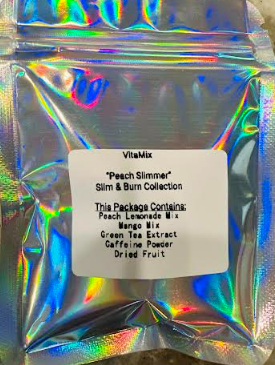 VitaMix
"Peach Slimmer"
Slim & Burn Collection
This Package Contains:
Peach Lemonade Mix
Mango Mix
Green Tea Extract
Caffeine Powder
Dried Fruit